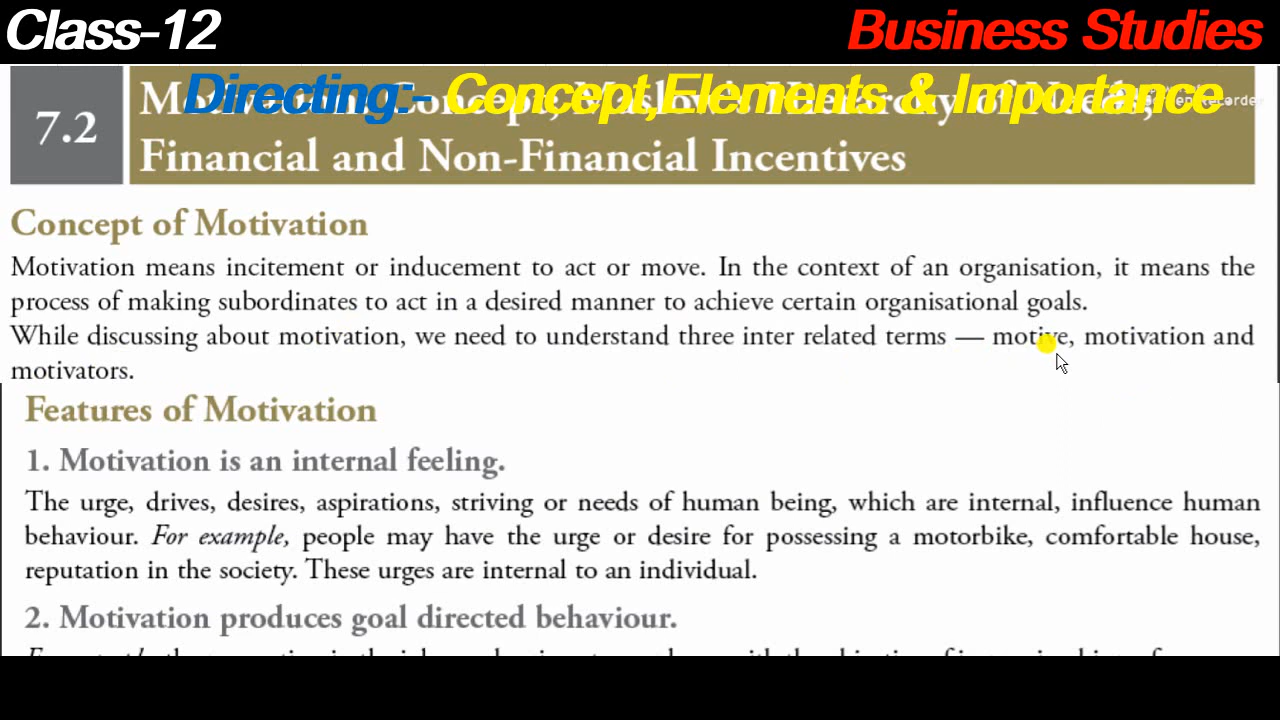 Class-12
Business Studies
Directing:- Concept,Elements & Importance
7.2
Motivation: Concept; Maslow's Hierarchy of Needs;
Financial and Non-Financial Incentives
Concept of Motivation
Motivation means incitement or inducement to act or move. In the context of an organisation, it means the
process of making subordinates to act in a desired manner to achieve certain organisational goals.
While discussing about motivation, we need to understand three inter related terms — motive, motivation and
motivators.
Features of Motivation
1. Motivation is an internal feeling.
The urge, drives, desires, aspirations, striving or needs of human being, which are internal, influence human
behaviour. For example, people may have the urge or desire for possessing a motorbike, comfortable house,
reputation in the society. These urges are internal to an individual.
2. Motivation produces goal directed behaviour.